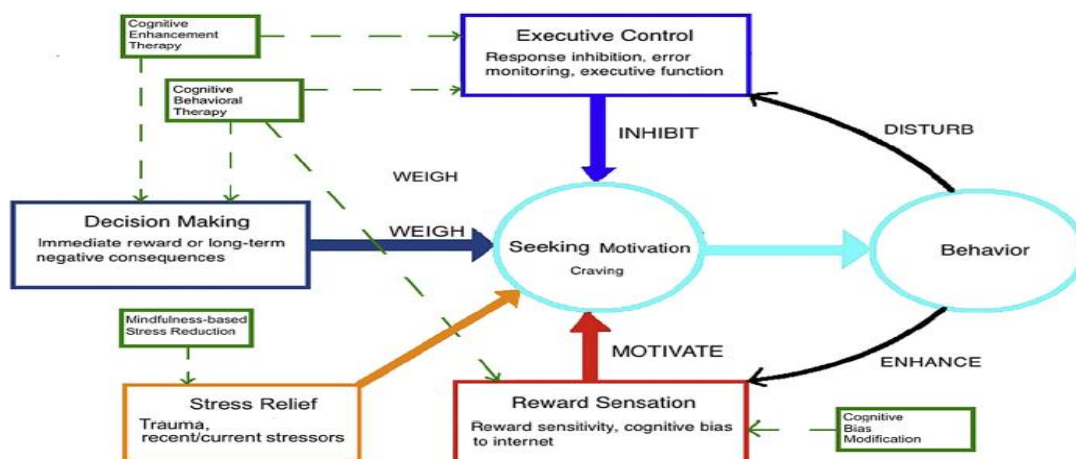 Cognitive
Enhancement
Therapy
Executive Control
Response inhibition, error
monitoring, executive function
Cognitive
Behavioral
Therapy
INHIBIT
DISTURB
WEIGH
Decision Making
Immediate reward or long-term
negative consequences
WEIGH
Seeking Motivation
Craving
Behavior
Mindfulness-based
Stress Reduction
MOTIVATE
ENHANCE
Stress Relief
Trauma,
recent/current stressors
Reward Sensation
Reward sensitivity, cognitive bias
to internet
Cognitive
Bias
Modification